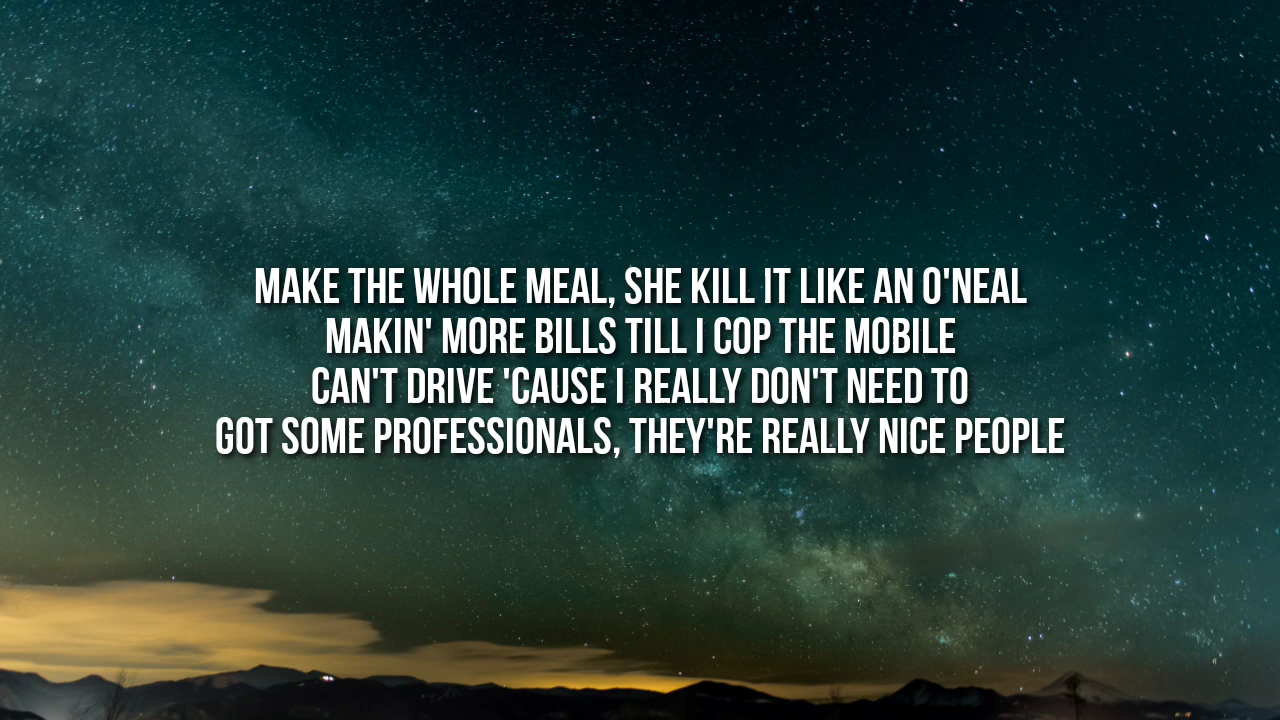 MAKE THE WHOLE MEAL, SHE KILL IT LIKE AN O'NEAL
MAKIN' MORE BILLS TILL I COP THE MOBILE
CAN'T DRIVE 'CAUSE I REALLY DON'T NEED TO
GOT SOME PROFESSIONALS, THEY'RE REALLY NICE PEOPLE